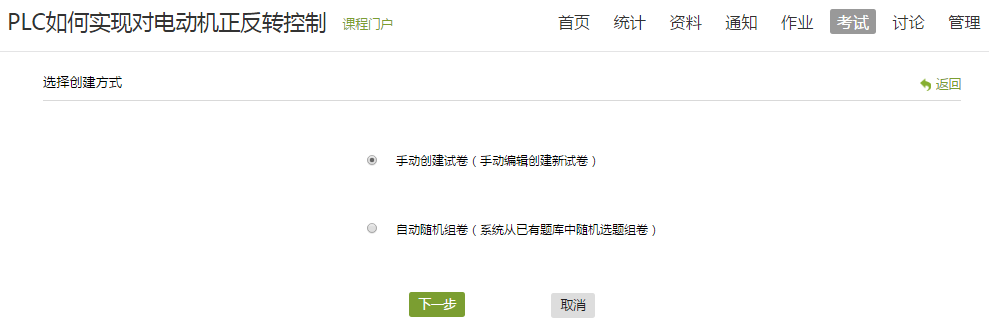 PLC如何实现对电动机正反转控制 课程门户 首页 统计 资料 通知 作业 考试 讨论 管理
选择创建方式 返回
手动创建试卷（手动编辑创建新试卷）
自动随机组卷（系统从已有题库中随机选题组卷）
下一步 取消